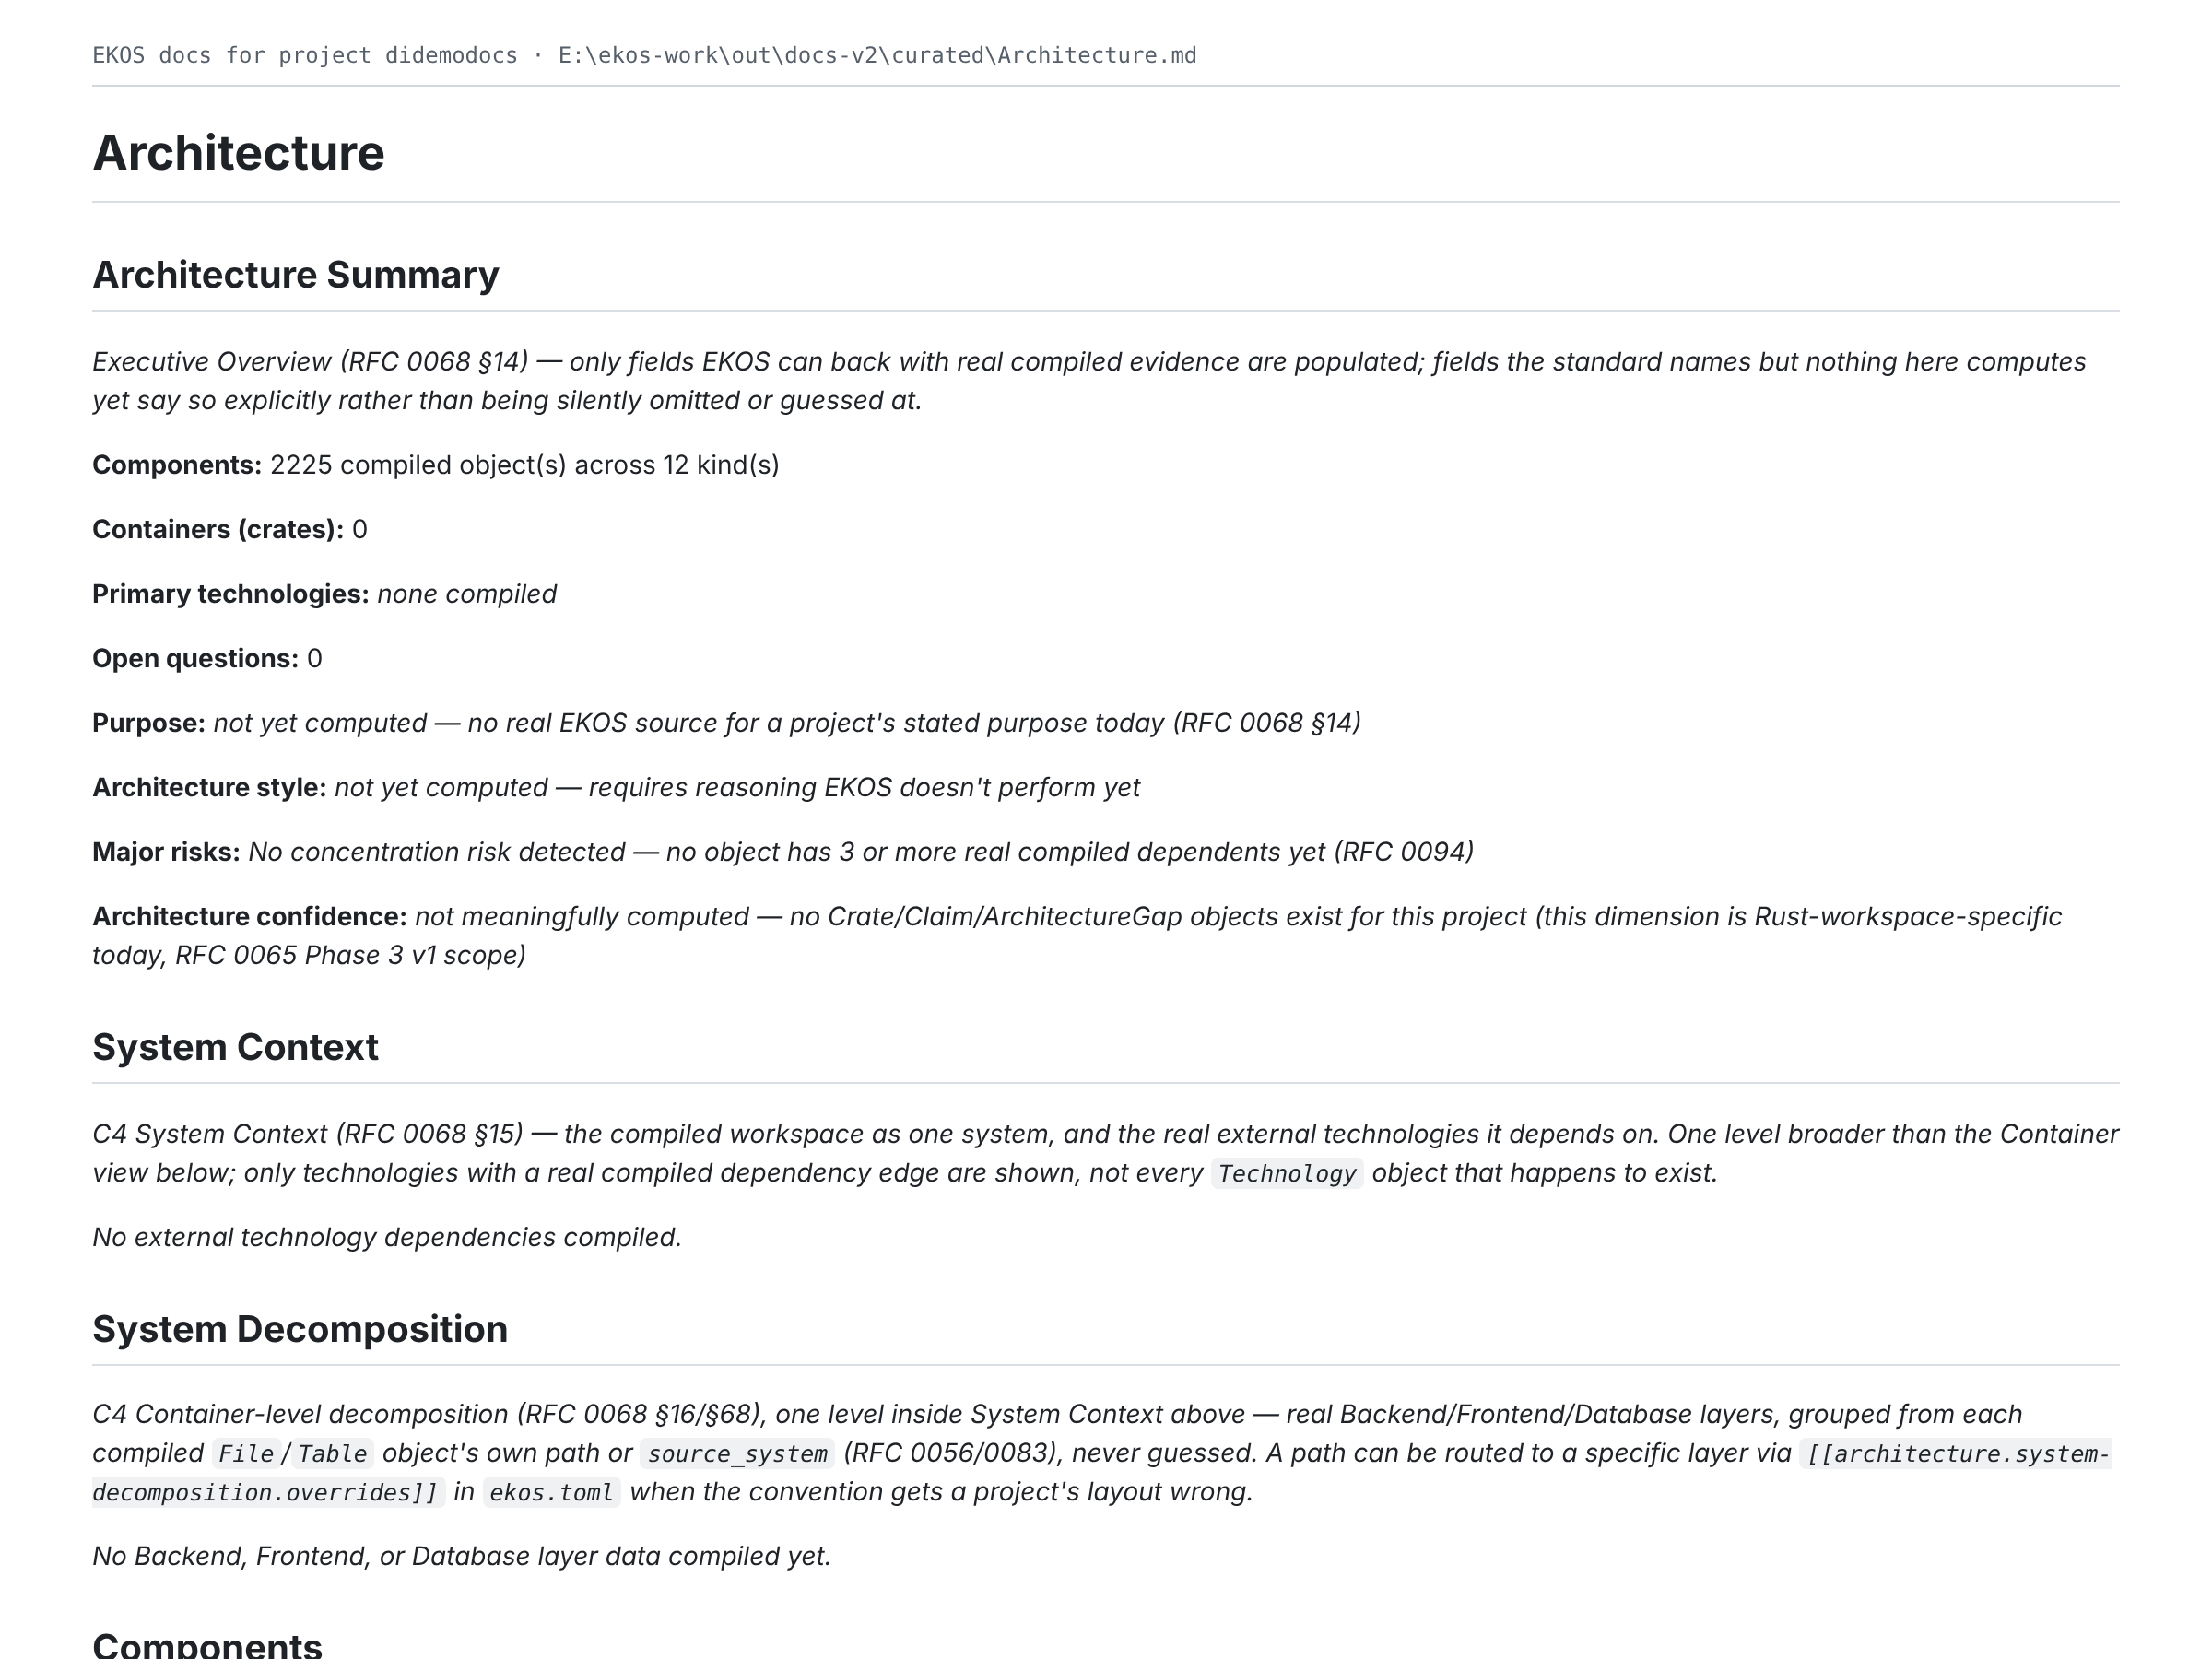 EKOS docs for project didemodocs · E:\ekos-work\out\docs-v2\curated\Architecture.md
Architecture
Architecture Summary
Executive Overview (RFC 0068 §14) — only fields EKOS can back with real compiled evidence are populated; fields the standard names but nothing here computes
yet say so explicitly rather than being silently omitted or guessed at.
Components: 2225 compiled object(s) across 12 kind(s)
Containers (crates): 0
Primary technologies: none compiled
Open questions: 0
Purpose: not yet computed — no real EKOS source for a project's stated purpose today (RFC 0068 §14)
Architecture style: not yet computed — requires reasoning EKOS doesn't perform yet
Major risks: No concentration risk detected — no object has 3 or more real compiled dependents yet (RFC 0094)
Architecture confidence: not meaningfully computed — no Crate/Claim/ArchitectureGap objects exist for this project (this dimension is Rust-workspace-specific
today, RFC 0065 Phase 3 v1 scope)
System Context
C4 System Context (RFC 0068 §15) — the compiled workspace as one system, and the real external technologies it depends on. One level broader than the Container
view below; only technologies with a real compiled dependency edge are shown, not every Technology object that happens to exist.
No external technology dependencies compiled.
System Decomposition
C4 Container-level decomposition (RFC 0068 §16/§68), one level inside System Context above — real Backend/Frontend/Database layers, grouped from each
compiled File/Table object's own path or source_system (RFC 0056/0083), never guessed. A path can be routed to a specific layer via [[architecture.system-
decomposition.overrides]] in ekos.toml when the convention gets a project's layout wrong.
No Backend, Frontend, or Database layer data compiled yet.
Components